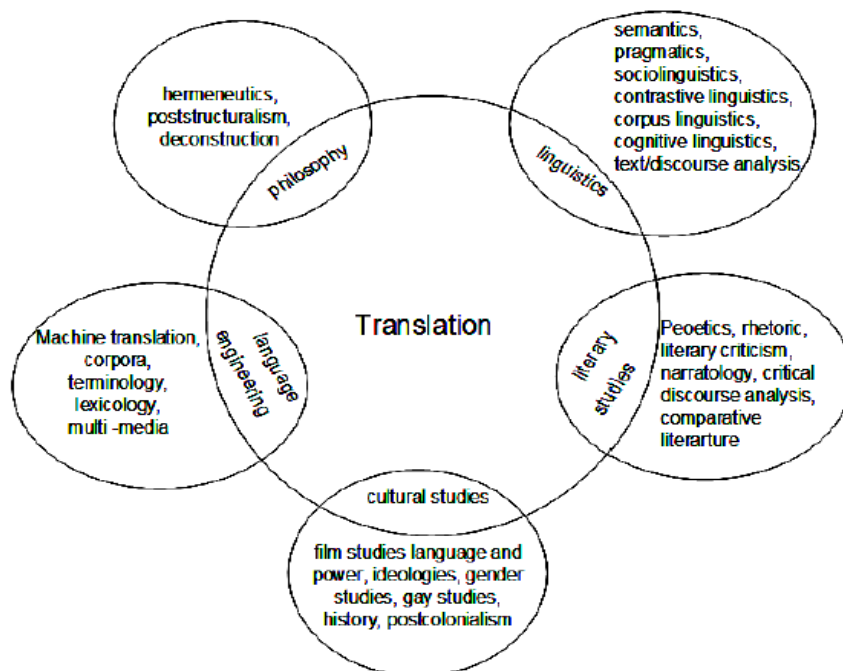 hermeneutics,
poststructuralism,
deconstruction
philosophy
semantics,
pragmatics,
sociolinguistics,
contrastive linguistics,
corpus linguistics,
cognitive linguistics,
text/discourse analysis
linguistics
Translation
Machine translation,
corpora,
terminology,
lexicology,
multi -media
language
engineering
literary
studies
Peoetics, rhetoric,
literary criticism,
narratology, critical
discourse analysis,
comparative
literarture
cultural studies
film studies language and
power, ideologies, gender
studies, gay studies,
history, postcolonialism